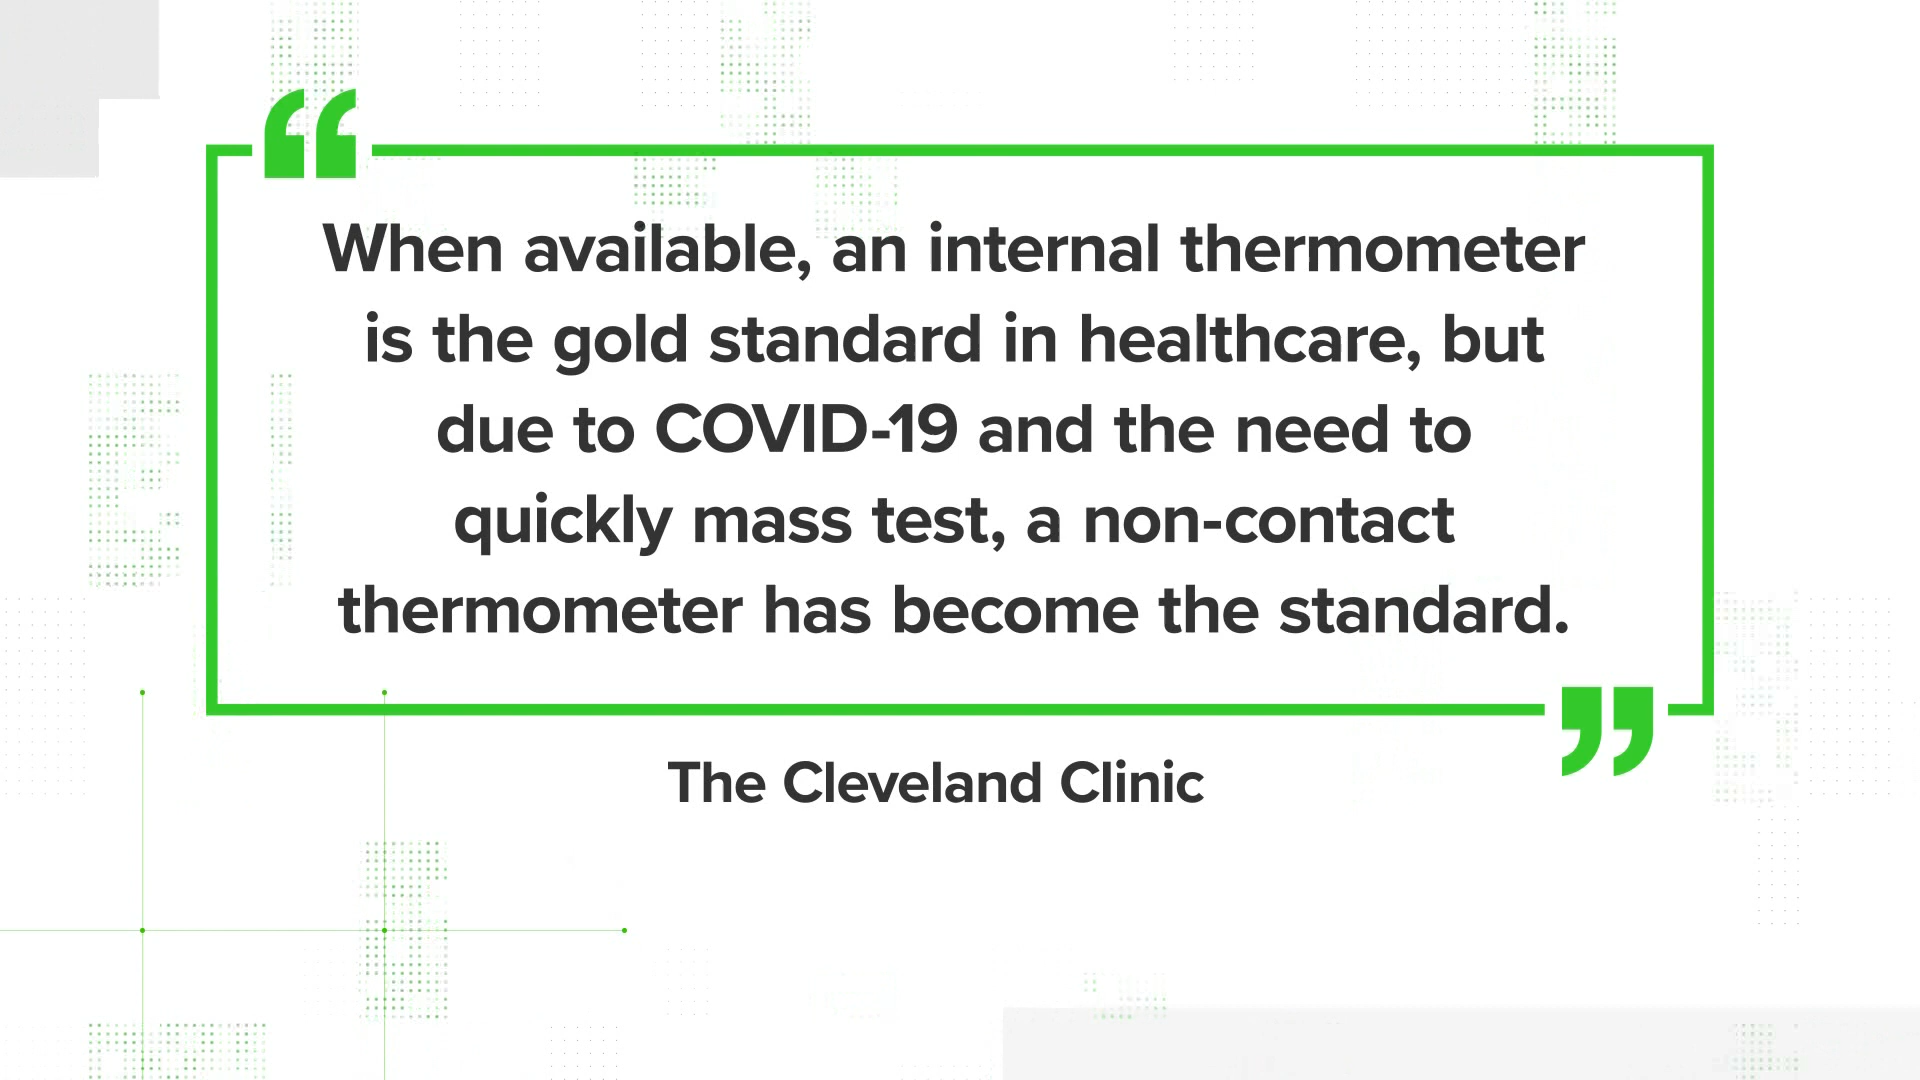 “
When available, an internal thermometer
is the gold standard in healthcare, but
due to COVID-19 and the need to
quickly mass test, a non-contact
thermometer has become the standard.
”
The Cleveland Clinic